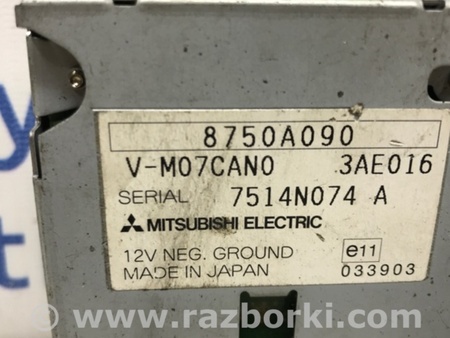 8750A090
V-M07CAN0 3AE016
SERIAL 7514N074 A
MITSUBISHI ELECTRIC
12V NEG. GROUND e11
MADE IN JAPAN 033903
www.razborki.com